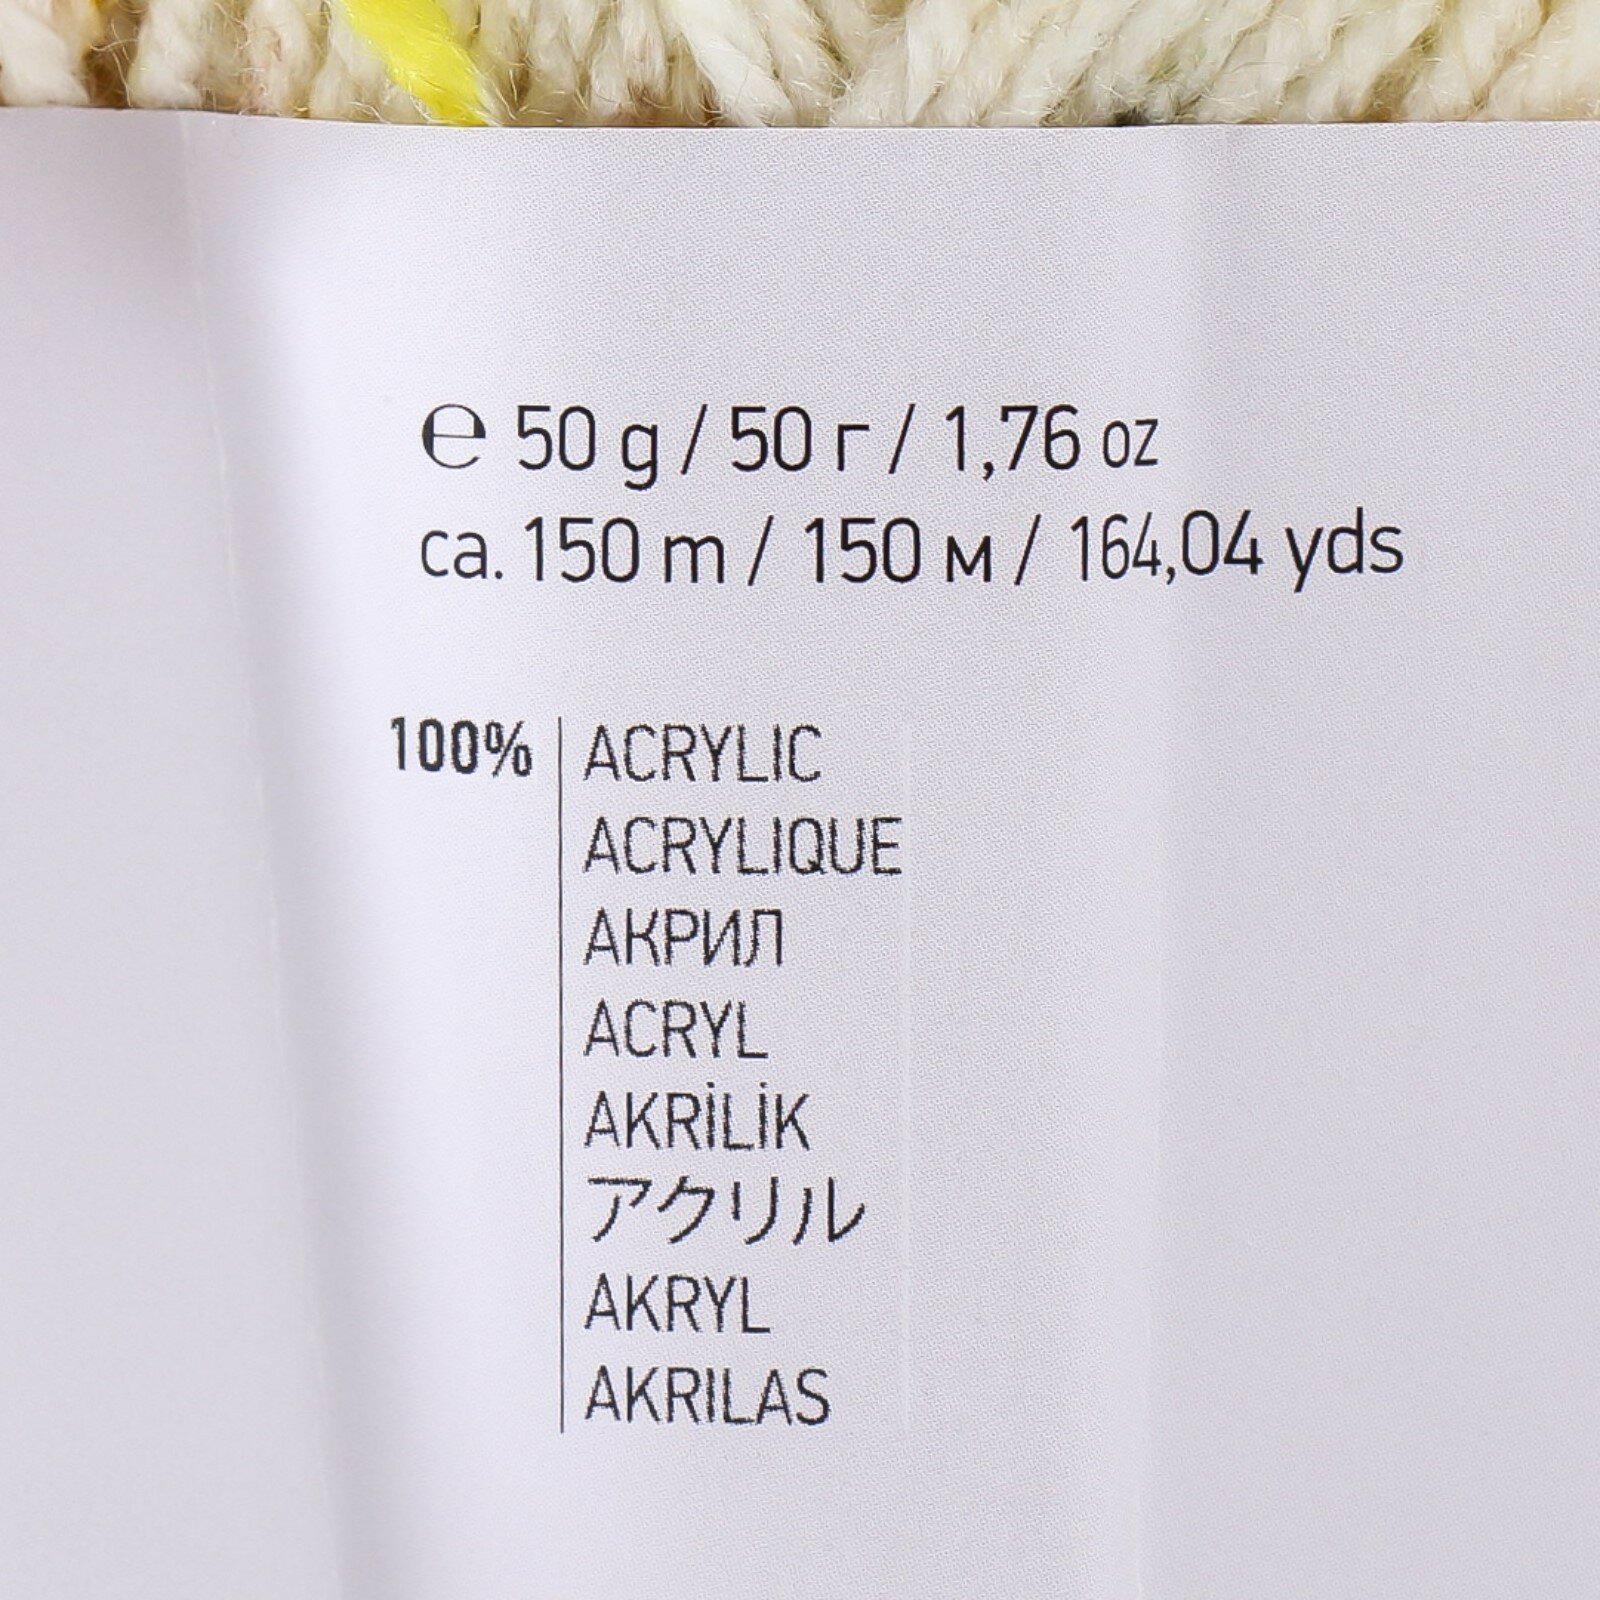 ℮ 50 g / 50 г / 1,76 oz
ca. 150 m / 150 м / 164,04 yds
100% ACRYLIC
ACRYLIQUE
АКРИЛ
ACRYL
AKRİLİK
アクリル
AKRYL
AKRILAS